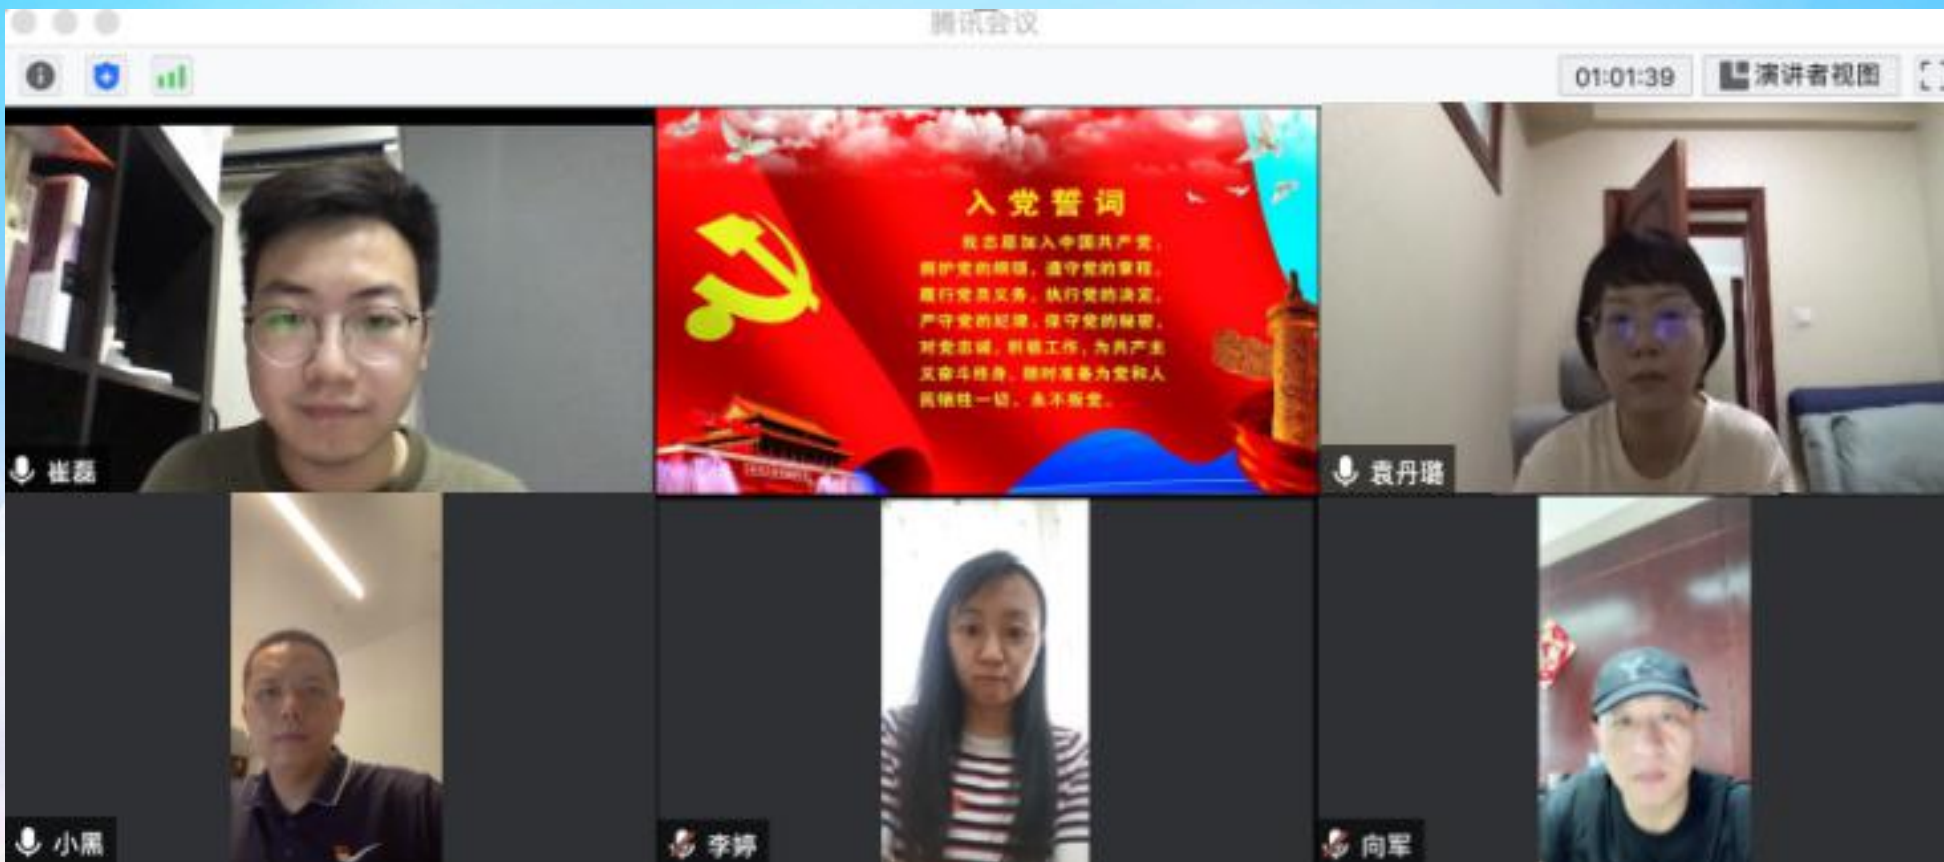 腾讯会议
01:01:39
演讲者视图
入党誓词
我志愿加入中国共产党，
拥护党的纲领，遵守党的章程，
履行党员义务，执行党的决定，
严守党的纪律，保守党的秘密，
对党忠诚，积极工作，为共产主
义奋斗终身，随时准备为党和人
民牺牲一切，永不叛党。
崔磊
袁丹璐
小黑
李婷
向军